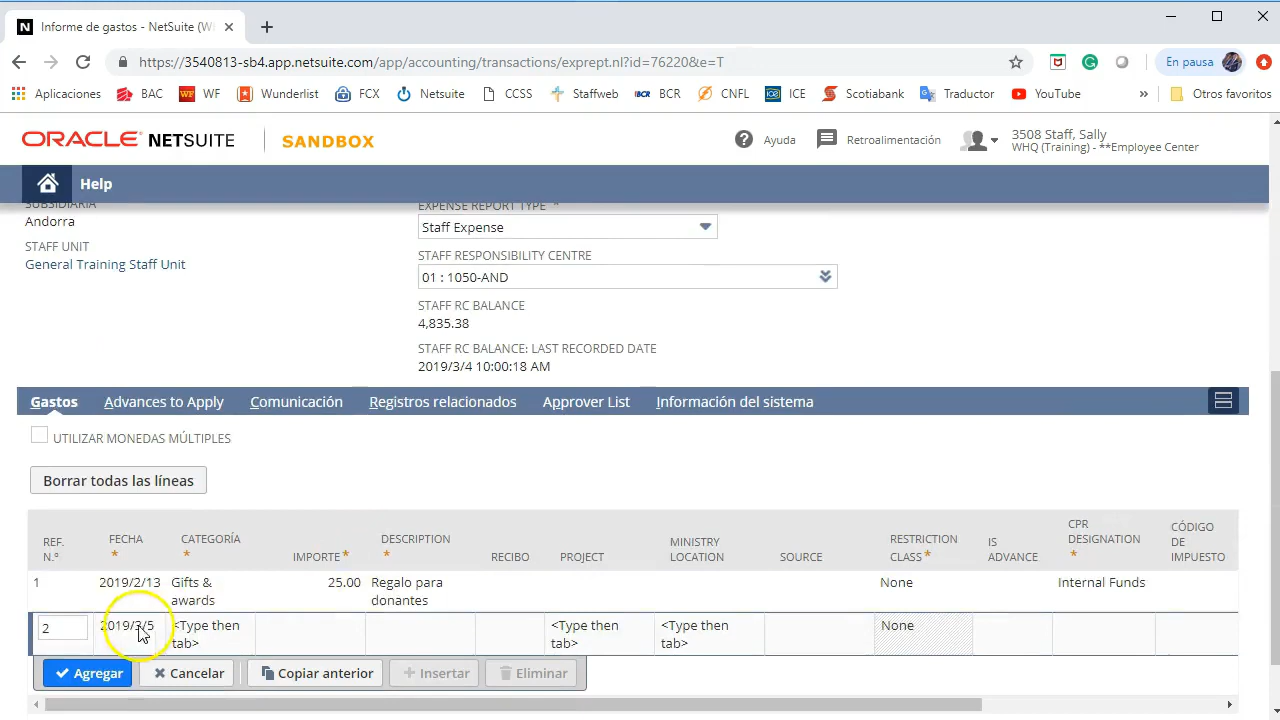 Informe de gastos - NetSuite (W
https://3540813-sb4.app.netsuite.com/app/accounting/transactions/exprept.nl?id=76220&e=T
En pausa
Aplicaciones BAC WF Wunderlist FCX Netsuite CCSS Staffweb BCR CNFL ICE Scotiabank Traductor YouTube » Otros favoritos
ORACLE NETSUITE SANDBOX
Ayuda Retroalimentación
3508 Staff, Sally
WHQ (Training) - **Employee Center
Help
SUBSIDIARIA
Andorra
STAFF UNIT
General Training Staff Unit
EXPENSE REPORT TYPE *
Staff Expense
STAFF RESPONSIBILITY CENTRE
01 : 1050-AND
STAFF RC BALANCE
4,835.38
STAFF RC BALANCE: LAST RECORDED DATE
2019/3/4 10:00:18 AM
Gastos Advances to Apply Comunicación Registros relacionados Approver List Información del sistema
UTILIZAR MONEDAS MÚLTIPLES
Borrar todas las líneas
REF. N.º FECHA * CATEGORÍA * IMPORTE * DESCRIPTION * RECIBO PROJECT MINISTRY LOCATION SOURCE RESTRICTION CLASS * IS ADVANCE CPR DESIGNATION * CÓDIGO DE IMPUESTO
1 2019/2/13 Gifts & awards 25.00 Regalo para donantes None Internal Funds
2 2019/3/5 <Type then tab> <Type then tab> <Type then tab> None
Agregar Cancelar Copiar anterior Insertar Eliminar